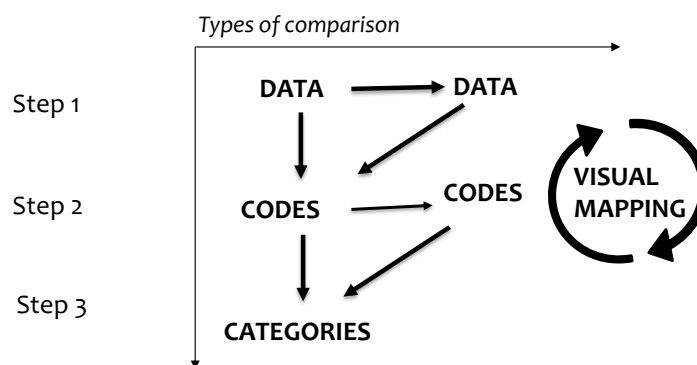 Types of comparison
Step 1
DATA
DATA
Step 2
CODES
CODES
VISUAL
MAPPING
Step 3
CATEGORIES